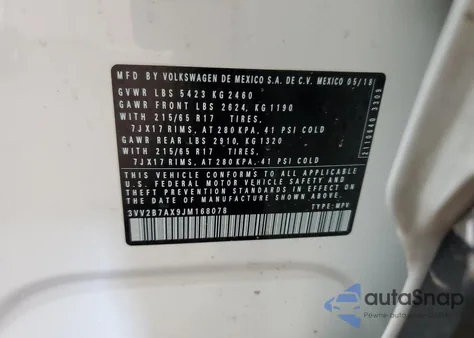 MFD BY VOLKSWAGEN DE MEXICO S.A. DE C.V. MEXICO 05/18
GVWR LBS 5423 KG 2460
GAWR FRONT LBS 2624, KG 1190
WITH 215/65 R17 TIRES,
7JX17 RIMS, AT 280 KPA, 41 PSI COLD
GAWR REAR LBS 2910, KG 1320
WITH 215/65 R17 TIRES,
7JX17 RIMS, AT 280 KPA, 41 PSI COLD
THIS VEHICLE CONFORMS TO ALL APPLICABLE
U.S. FEDERAL MOTOR VEHICLE SAFETY AND
THEFT PREVENTION STANDARDS IN EFFECT ON THE
DATE OF MANUFACTURE SHOWN ABOVE.
3VV2B7AX9JM168078 TYPE: MPV
2110640 3309
autoSnap
Pewne auto